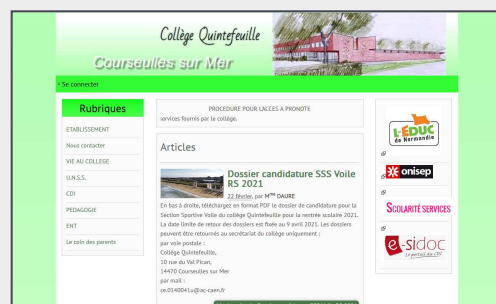 Collège Quintefeuille
Courseulles sur Mer
Se connecter
Rubriques
ETABLISSEMENT
Nous contacter
VIE AU COLLEGE
U.N.S.S.
CDI
PEDAGOGIE
ENT
Le coin des parents
PROCEDURE POUR L'ACCES A PRONOTE
services fournis par le collège.
Articles
Dossier candidature SSS Voile
RS 2021
22 février, par Mme DAURE
En bas à droite, téléchargez en format PDF le dossier de candidature pour la
Section Sportive Voile du collège Quintefeuille pour la rentrée scolaire 2021.
La date limite de retour des dossiers est fixée au 9 avril 2021. Les dossiers
peuvent être retournés au secrétariat du collège uniquement :
par voie postale :
Collège Quintefeuille,
10 rue du Val Pican,
14470 Courseulles sur Mer
par mail :
ce.0140041u@ac-caen.fr
L'EDUC
de Normandie
onisep
SCOLARITÉ SERVICES
e-sidoc
Le portail du CDI